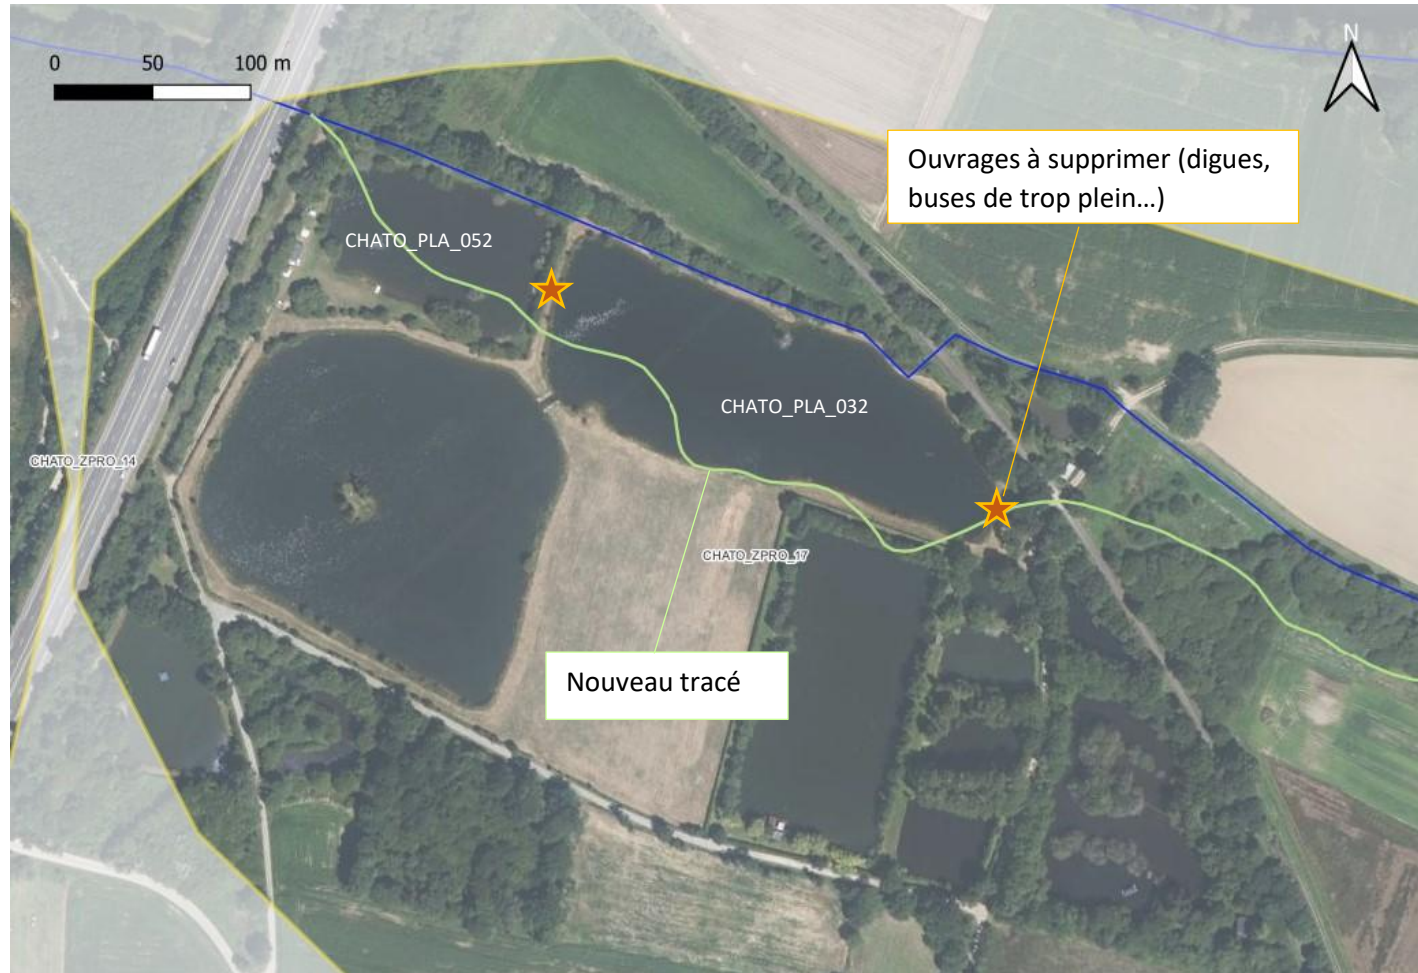 0 50 100 m
N
Ouvrages à supprimer (digues,
buses de trop plein…)
CHATO_PLA_052
CHATO_PLA_032
CHATO_ZPRO_14
CHATO_ZPRO_17
Nouveau tracé